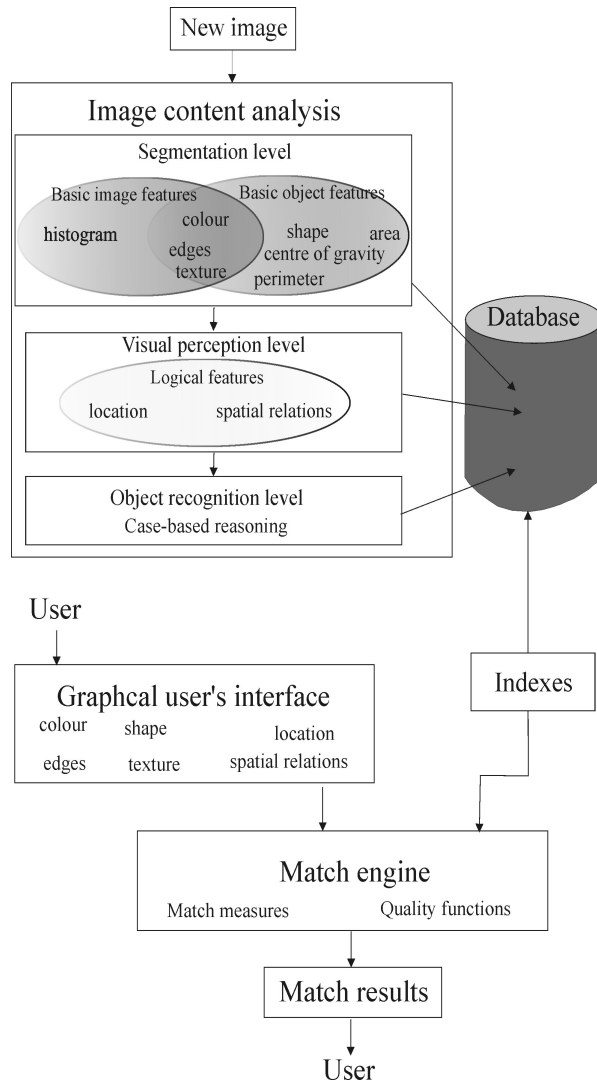 New image
Image content analysis
Segmentation level
Basic image features
Basic object features
histogram
colour
edges
texture
shape
area
centre of gravity
perimeter
Database
Visual perception level
Logical features
location
spatial relations
Object recognition level
Case-based reasoning
User
Graphcal user's interface
colour
shape
location
edges
texture
spatial relations
Indexes
Match engine
Match measures
Quality functions
Match results
User